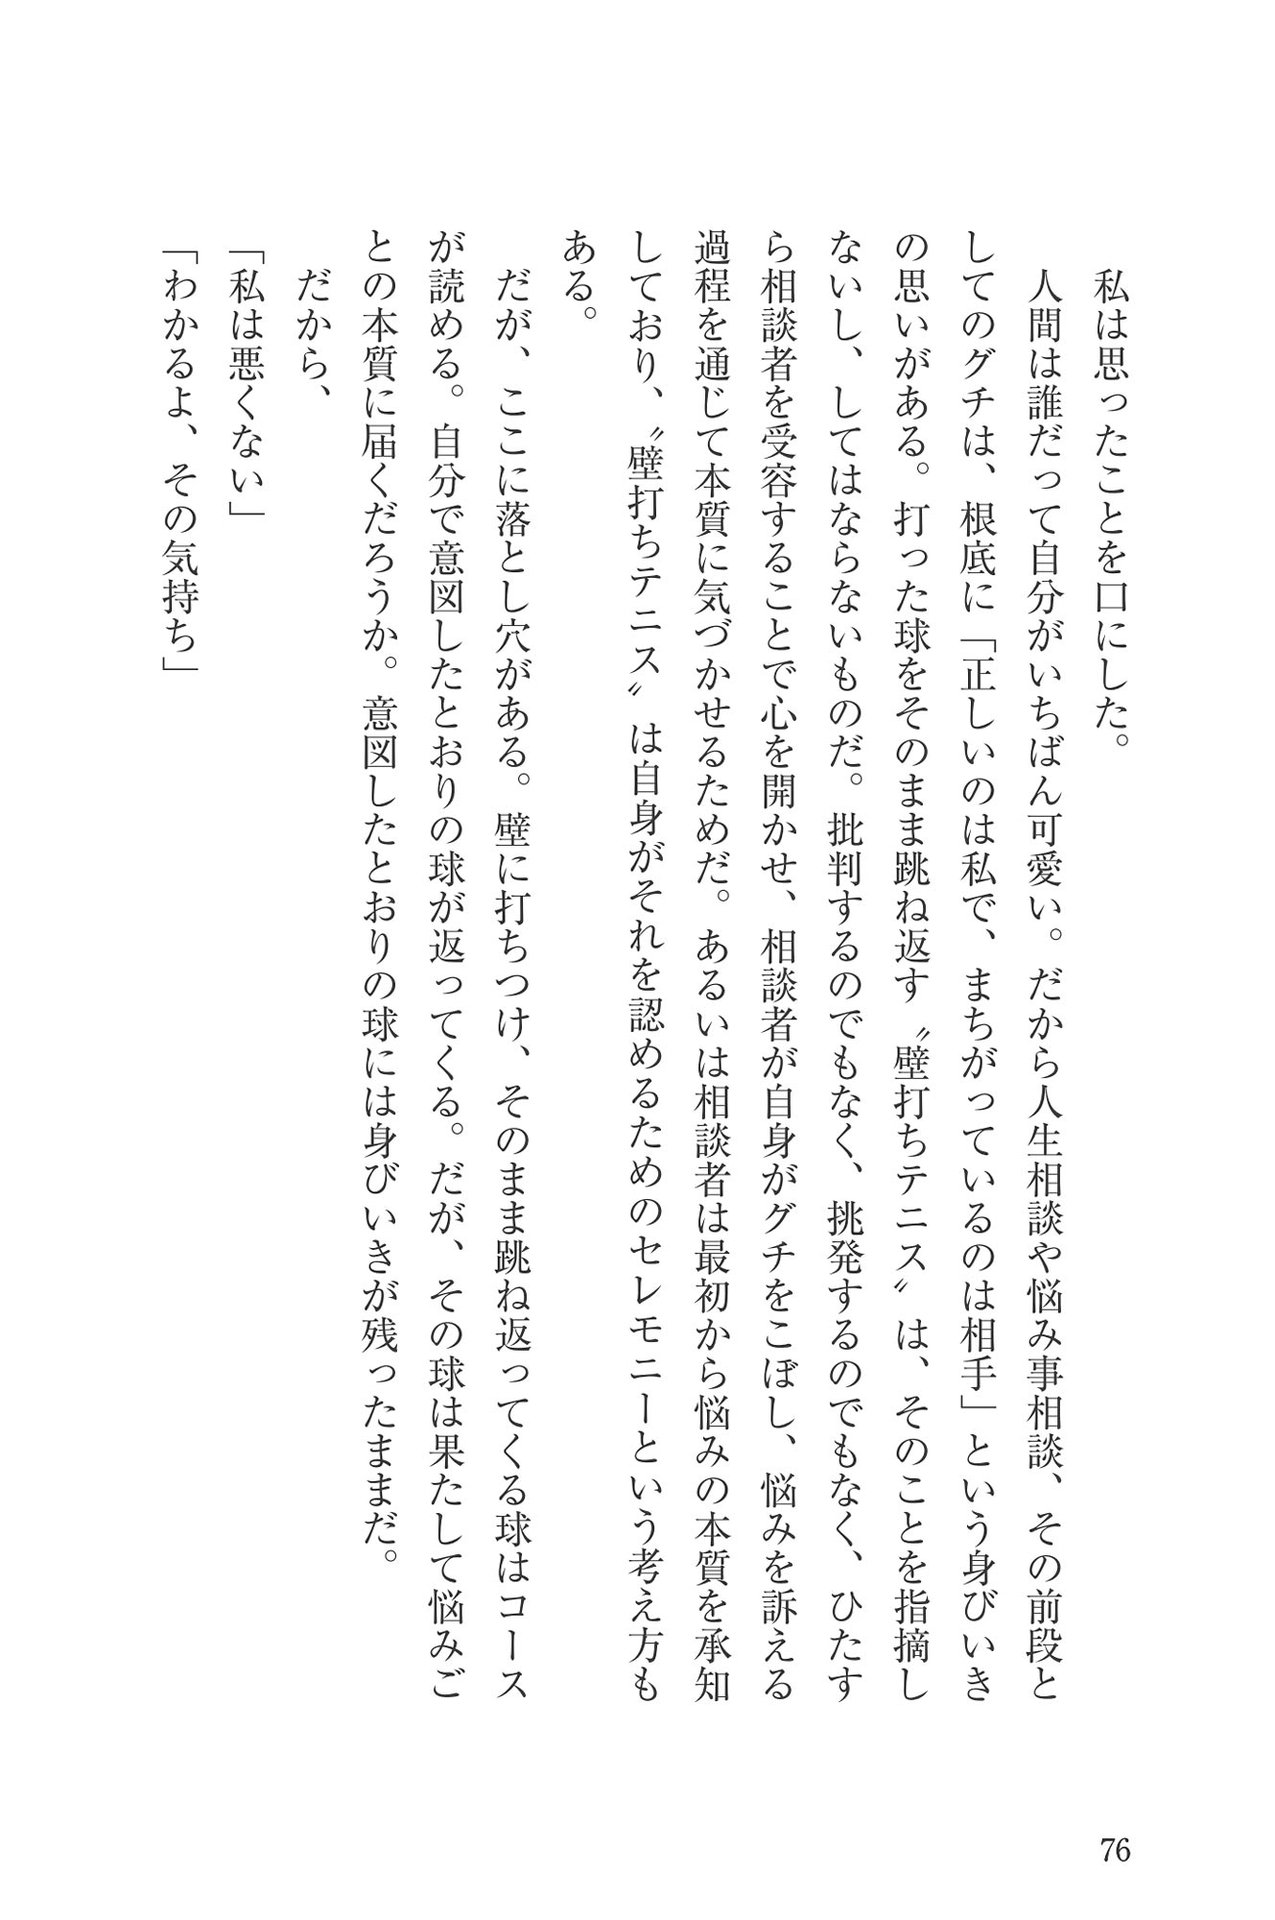 私は思ったことを口にした。
　人間は誰だって自分がいちばん可愛い。だから人生相談や悩み事相談、その前段と
してのグチは、根底に「正しいのは私で、まちがっているのは相手」という身びいき
の思いがある。打った球をそのまま跳ね返す〝壁打ちテニス〟は、そのことを指摘し
ないし、してはならないものだ。批判するのでもなく、挑発するのでもなく、ひたす
ら相談者を受容することで心を開かせ、相談者が自身がグチをこぼし、悩みを訴える
過程を通じて本質に気づかせるためだ。あるいは相談者は最初から悩みの本質を承知
しており、〝壁打ちテニス〟は自身がそれを認めるためのセレモニーという考え方も
ある。
　だが、ここに落とし穴がある。壁に打ちつけ、そのまま跳ね返ってくる球はコース
が読める。自分で意図したとおりの球が返ってくる。だが、その球は果たして悩みご
との本質に届くだろうか。意図したとおりの球には身びいきが残ったままだ。
　だから、
「私は悪くない」
「わかるよ、その気持ち」
76